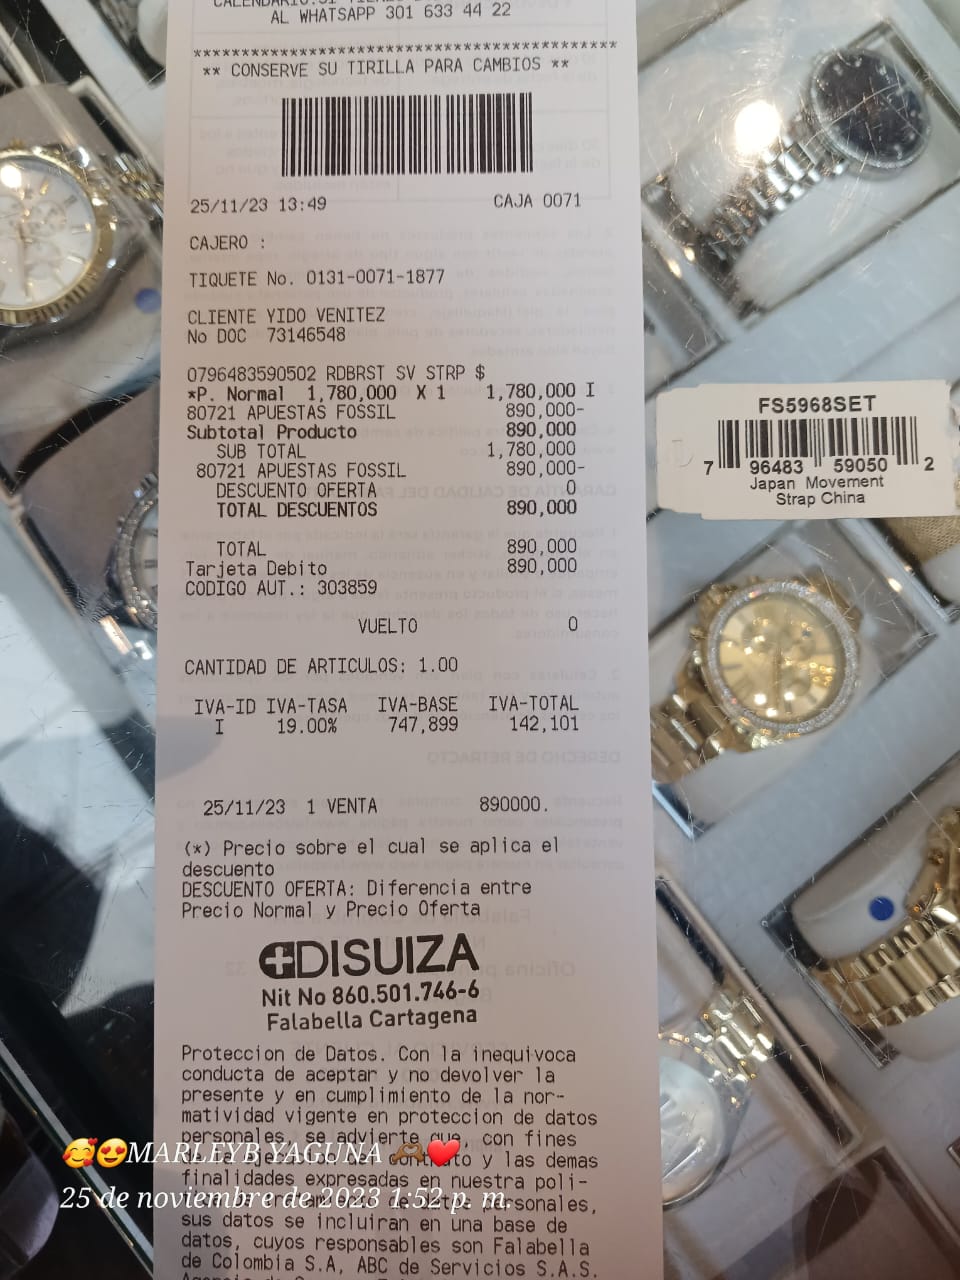 AL WHATSAPP 301 633 44 22
********************************************
** CONSERVE SU TIRILLA PARA CAMBIOS **
25/11/23 13:49 CAJA 0071
CAJERO :
TIQUETE No. 0131-0071-1877
CLIENTE YIDO VENITEZ
No DOC 73146548
0796483590502 RDBRST SV STRP $
*P. Normal 1,780,000 X 1 1,780,000 I
80721 APUESTAS FOSSIL 890,000-
Subtotal Producto 890,000
SUB TOTAL 1,780,000
80721 APUESTAS FOSSIL 890,000-
DESCUENTO OFERTA 0
TOTAL DESCUENTOS 890,000
TOTAL 890,000
Tarjeta Debito 890,000
CODIGO AUT.: 303859
VUELTO 0
CANTIDAD DE ARTICULOS: 1.00
IVA-ID IVA-TASA IVA-BASE IVA-TOTAL
I 19.00% 747,899 142,101
25/11/23 1 VENTA 890000.
(*) Precio sobre el cual se aplica el
descuento
DESCUENTO OFERTA: Diferencia entre
Precio Normal y Precio Oferta
DISUIZA
Nit No 860.501.746-6
Falabella Cartagena
Proteccion de Datos. Con la inequivoca
conducta de aceptar y no devolver la
presente y en cumplimiento de la nor-
matividad vigente en proteccion de datos
personales, se advierte que, con fines
contrato y las demas
finalidades expresadas en nuestra poli-
personales,
sus datos se incluiran en una base de
datos, cuyos responsables son Falabella
de Colombia S.A, ABC de Servicios S.A.S.
🥰😍MARLEYB YAGUNA 🫶🏽❤️
25 de noviembre de 2023 1:52 p. m.
FS5968SET
7 96483 59050 2
Japan Movement
Strap China